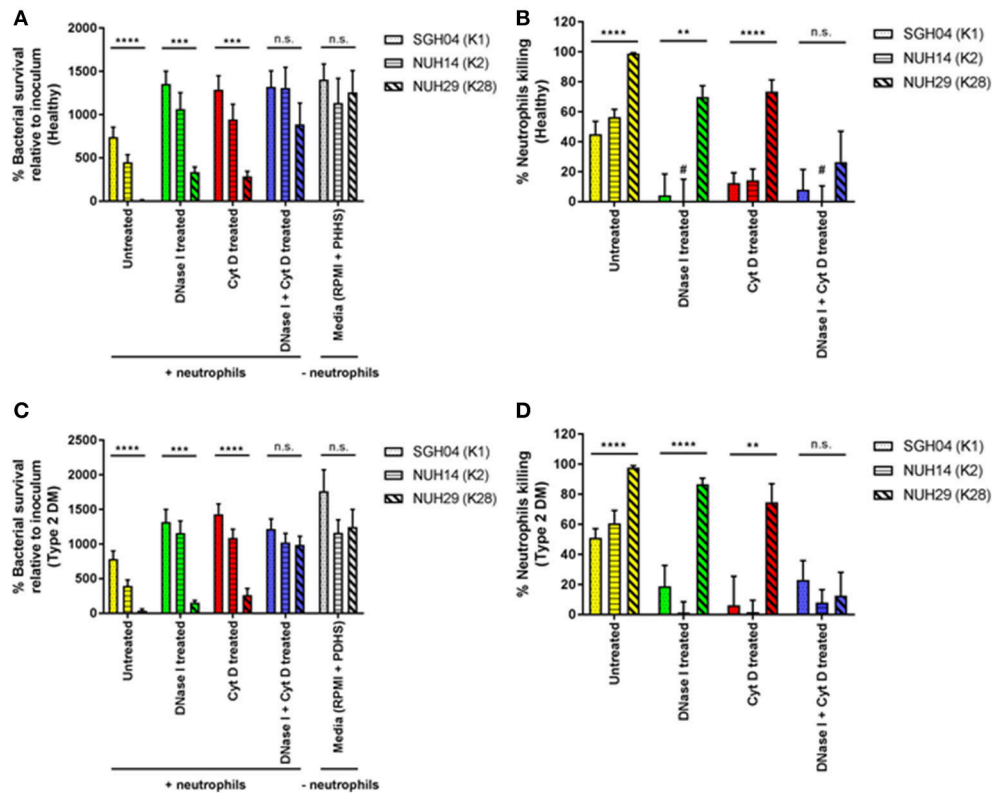 A
% Bacterial survival
relative to inoculum
(Healthy)
2000
1500
1000
500
0
****
***
***
n.s.
n.s.
SGH04 (K1)
NUH14 (K2)
NUH29 (K28)
Untreated
DNase I treated
Cyt D treated
DNase I + Cyt D treated
Media (RPMI + PHHS)
+ neutrophils
- neutrophils
B
% Neutrophils killing
(Healthy)
120
100
80
60
40
20
0
****
**
****
n.s.
#
#
SGH04 (K1)
NUH14 (K2)
NUH29 (K28)
Untreated
DNase I treated
Cyt D treated
DNase I + Cyt D treated
C
% Bacterial survival
relative to inoculum
(Type 2 DM)
2500
2000
1500
1000
500
0
****
***
****
n.s.
n.s.
SGH04 (K1)
NUH14 (K2)
NUH29 (K28)
Untreated
DNase I treated
Cyt D treated
DNase I + Cyt D treated
Media (RPMI + PDHS)
+ neutrophils
- neutrophils
D
% Neutrophils killing
(Type 2 DM)
120
100
80
60
40
20
0
****
****
**
n.s.
SGH04 (K1)
NUH14 (K2)
NUH29 (K28)
Untreated
DNase I treated
Cyt D treated
DNase I + Cyt D treated